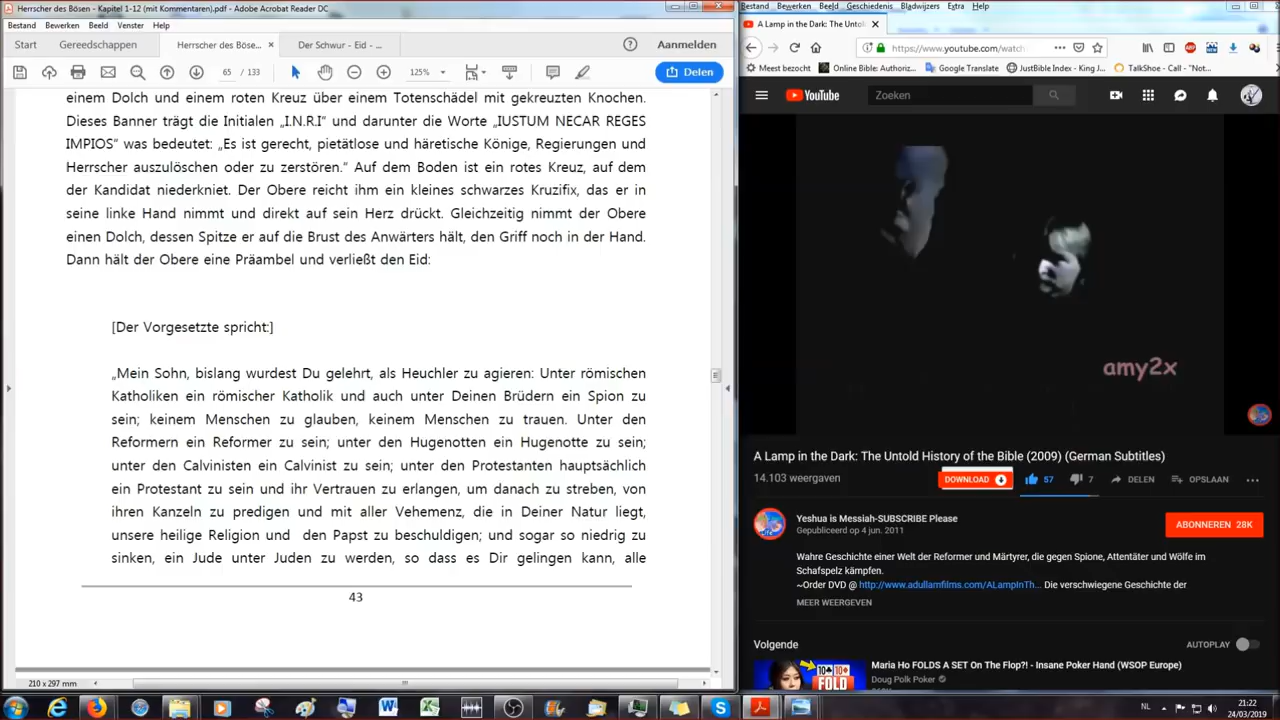 Herrscher des Bösen - Kapitel 1-12 (mit Kommentaren).pdf - Adobe Acrobat Reader DC
Bestand Bewerken Beeld Venster Help
Start Gereedschappen Herrscher des Böse... × Der Schwur - Eid - ... Aanmelden
65 / 133 125% Delen
einem Dolch und einem roten Kreuz über einem Totenschädel mit gekreuzten Knochen.
Dieses Banner trägt die Initialen „I.N.R.I“ und darunter die Worte „IUSTUM NECAR REGES
IMPIOS“ was bedeutet: „Es ist gerecht, pietätlose und häretische Könige, Regierungen und
Herrscher auszulöschen oder zu zerstören.“ Auf dem Boden ist ein rotes Kreuz, auf dem
der Kandidat niederkniet. Der Obere reicht ihm ein kleines schwarzes Kruzifix, das er in
seine linke Hand nimmt und direkt auf sein Herz drückt. Gleichzeitig nimmt der Obere
einen Dolch, dessen Spitze er auf die Brust des Anwärters hält, den Griff noch in der Hand.
Dann hält der Obere eine Präambel und verließt den Eid:
[Der Vorgesetzte spricht:]
„Mein Sohn, bislang wurdest Du gelehrt, als Heuchler zu agieren: Unter römischen
Katholiken ein römischer Katholik und auch unter Deinen Brüdern ein Spion zu
sein; keinem Menschen zu glauben, keinem Menschen zu trauen. Unter den
Reformern ein Reformer zu sein; unter den Hugenotten ein Hugenotte zu sein;
unter den Calvinisten ein Calvinist zu sein; unter den Protestanten hauptsächlich
ein Protestant zu sein und ihr Vertrauen zu erlangen, um danach zu streben, von
ihren Kanzeln zu predigen und mit aller Vehemenz, die in Deiner Natur liegt,
unsere heilige Religion und den Papst zu beschuldigen; und sogar so niedrig zu
sinken, ein Jude unter Juden zu werden, so dass es Dir gelingen kann, alle
43
210 x 297 mm
Bestand Bewerken Beeld Geschiedenis Bladwijzers Extra Help
A Lamp in the Dark: The Untol ×
https://www.youtube.com/watch
Meest bezocht Online Bible: Authoriz... Google Translate JustBible Index - King J... TalkShoe - Call - "Not...
YouTube Zoeken
amy2x
A Lamp in the Dark: The Untold History of the Bible (2009) (German Subtitles)
14.103 weergaven DOWNLOAD 57 7 DELEN OPSLAAN
Yeshua is Messiah-SUBSCRIBE Please
Gepubliceerd op 4 jun. 2011
ABONNEREN 28K
Wahre Geschichte einer Welt der Reformer und Märtyrer, die gegen Spione, Attentäter und Wölfe im
Schafspelz kämpfen.
~Order DVD @ http://www.adullamfilms.com/ALampInTh... Die verschwiegene Geschichte der
MEER WEERGEVEN
Volgende AUTOPLAY
Maria Ho FOLDS A SET On The Flop?! - Insane Poker Hand (WSOP Europe)
Doug Polk Poker
FOLD
NL 21:22
24/03/2019